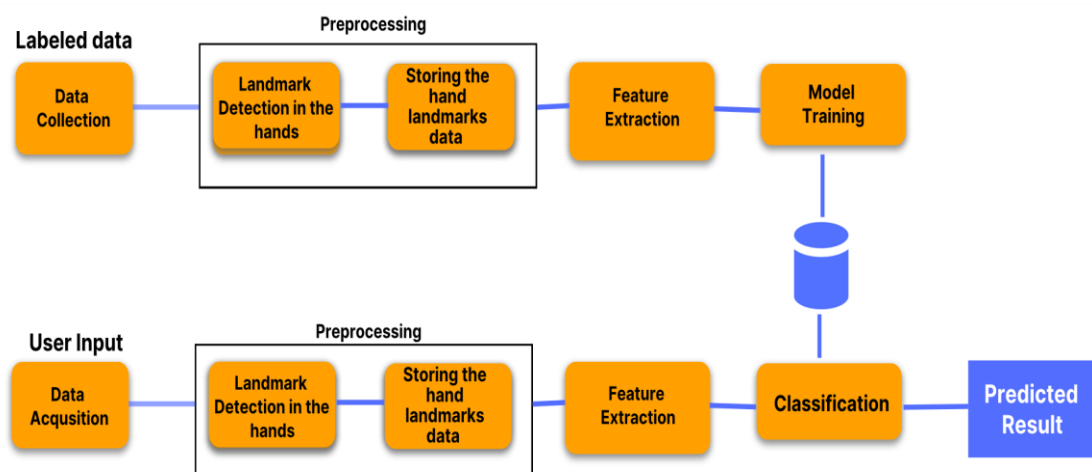 Preprocessing
Labeled data
Data
Collection
Landmark
Detection in the
hands
Storing the
hand
landmarks
data
Feature
Extraction
Model
Training
Preprocessing
User Input
Data
Acqusition
Landmark
Detection in the
hands
Storing the
hand
landmarks
data
Feature
Extraction
Classification
Predicted
Result